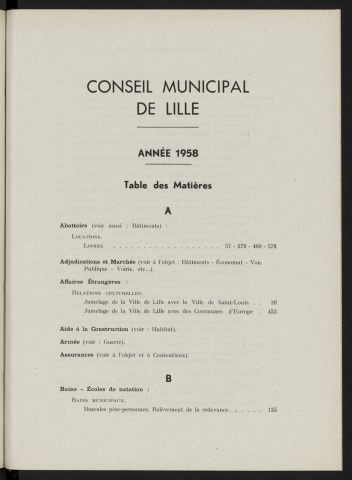 CONSEIL MUNICIPAL
DE LILLE
ANNÉE 1958
Table des Matières
A
Abattoirs (voir aussi : Bâtiments) :
LOCATIONS.
LOCAUX . . . . . . . . . . . . . . . . . . 57 - 279 - 460 - 578
Adjudications et Marchés (voir à l'objet : Bâtiments - Économat - Voie
Publique - Voirie, etc...).
Affaires Étrangères :
RELATIONS CULTURELLES.
Jumelage de la Ville de Lille avec la Ville de Saint-Louis . . 39
Jumelage de la Ville de Lille avec des Communes d'Europe . 453
Aide à la Construction (voir : Habitat).
Armée (voir : Guerre).
Assurances (voir à l'objet et à Contentieux).
B
Bains - Écoles de natation :
BAINS MUNICIPAUX.
Bascules pèse-personnes. Relèvement de la redevance. . . . . . 135